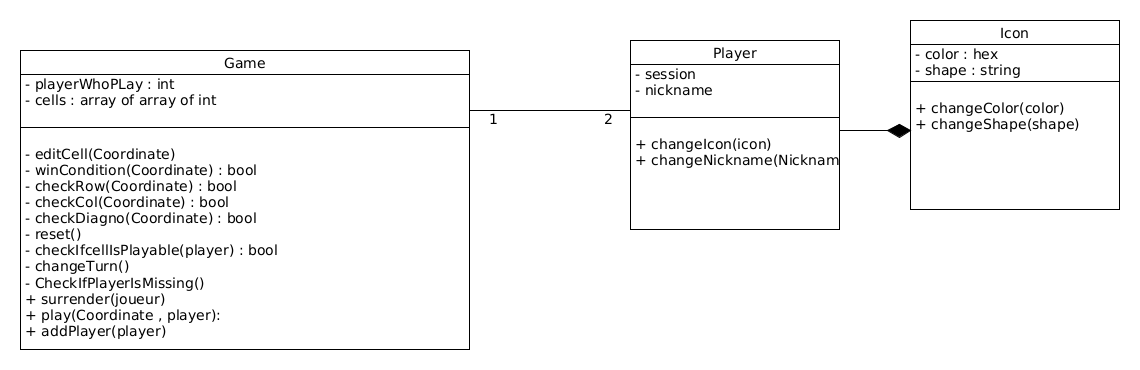 Game
- playerWhoPLay : int
- cells : array of array of int
- editCell(Coordinate)
- winCondition(Coordinate) : bool
- checkRow(Coordinate) : bool
- checkCol(Coordinate) : bool
- checkDiagno(Coordinate) : bool
- reset()
- checkIfcellIsPlayable(player) : bool
- changeTurn()
- CheckIfPlayerIsMissing()
+ surrender(joueur)
+ play(Coordinate , player):
+ addPlayer(player)
1
2
Player
- session
- nickname
+ changeIcon(icon)
+ changeNickname(Nicknam
Icon
- color : hex
- shape : string
+ changeColor(color)
+ changeShape(shape)